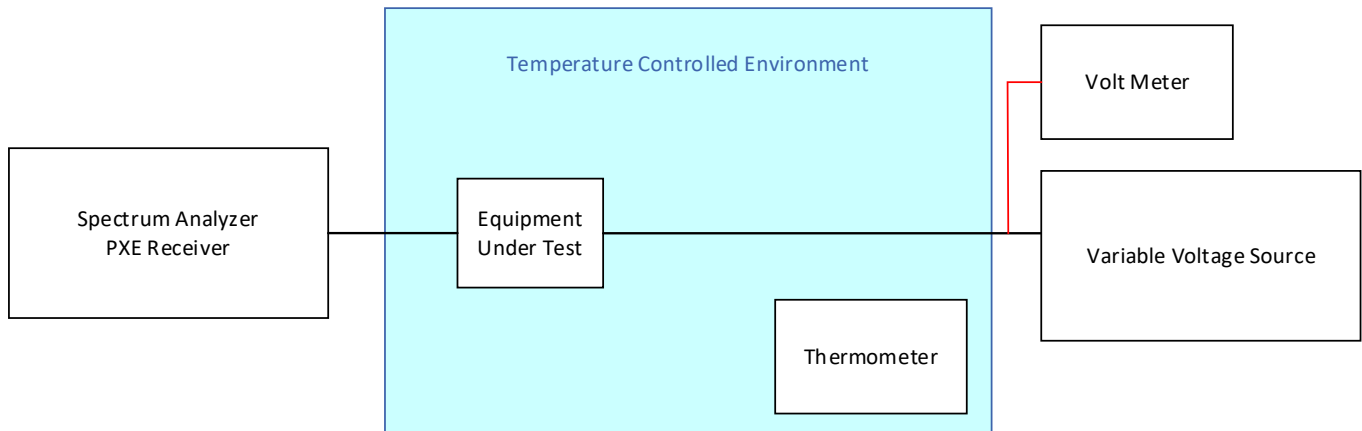 Temperature Controlled Environment
Volt Meter
Spectrum Analyzer
PXE Receiver
Equipment
Under Test
Variable Voltage Source
Thermometer